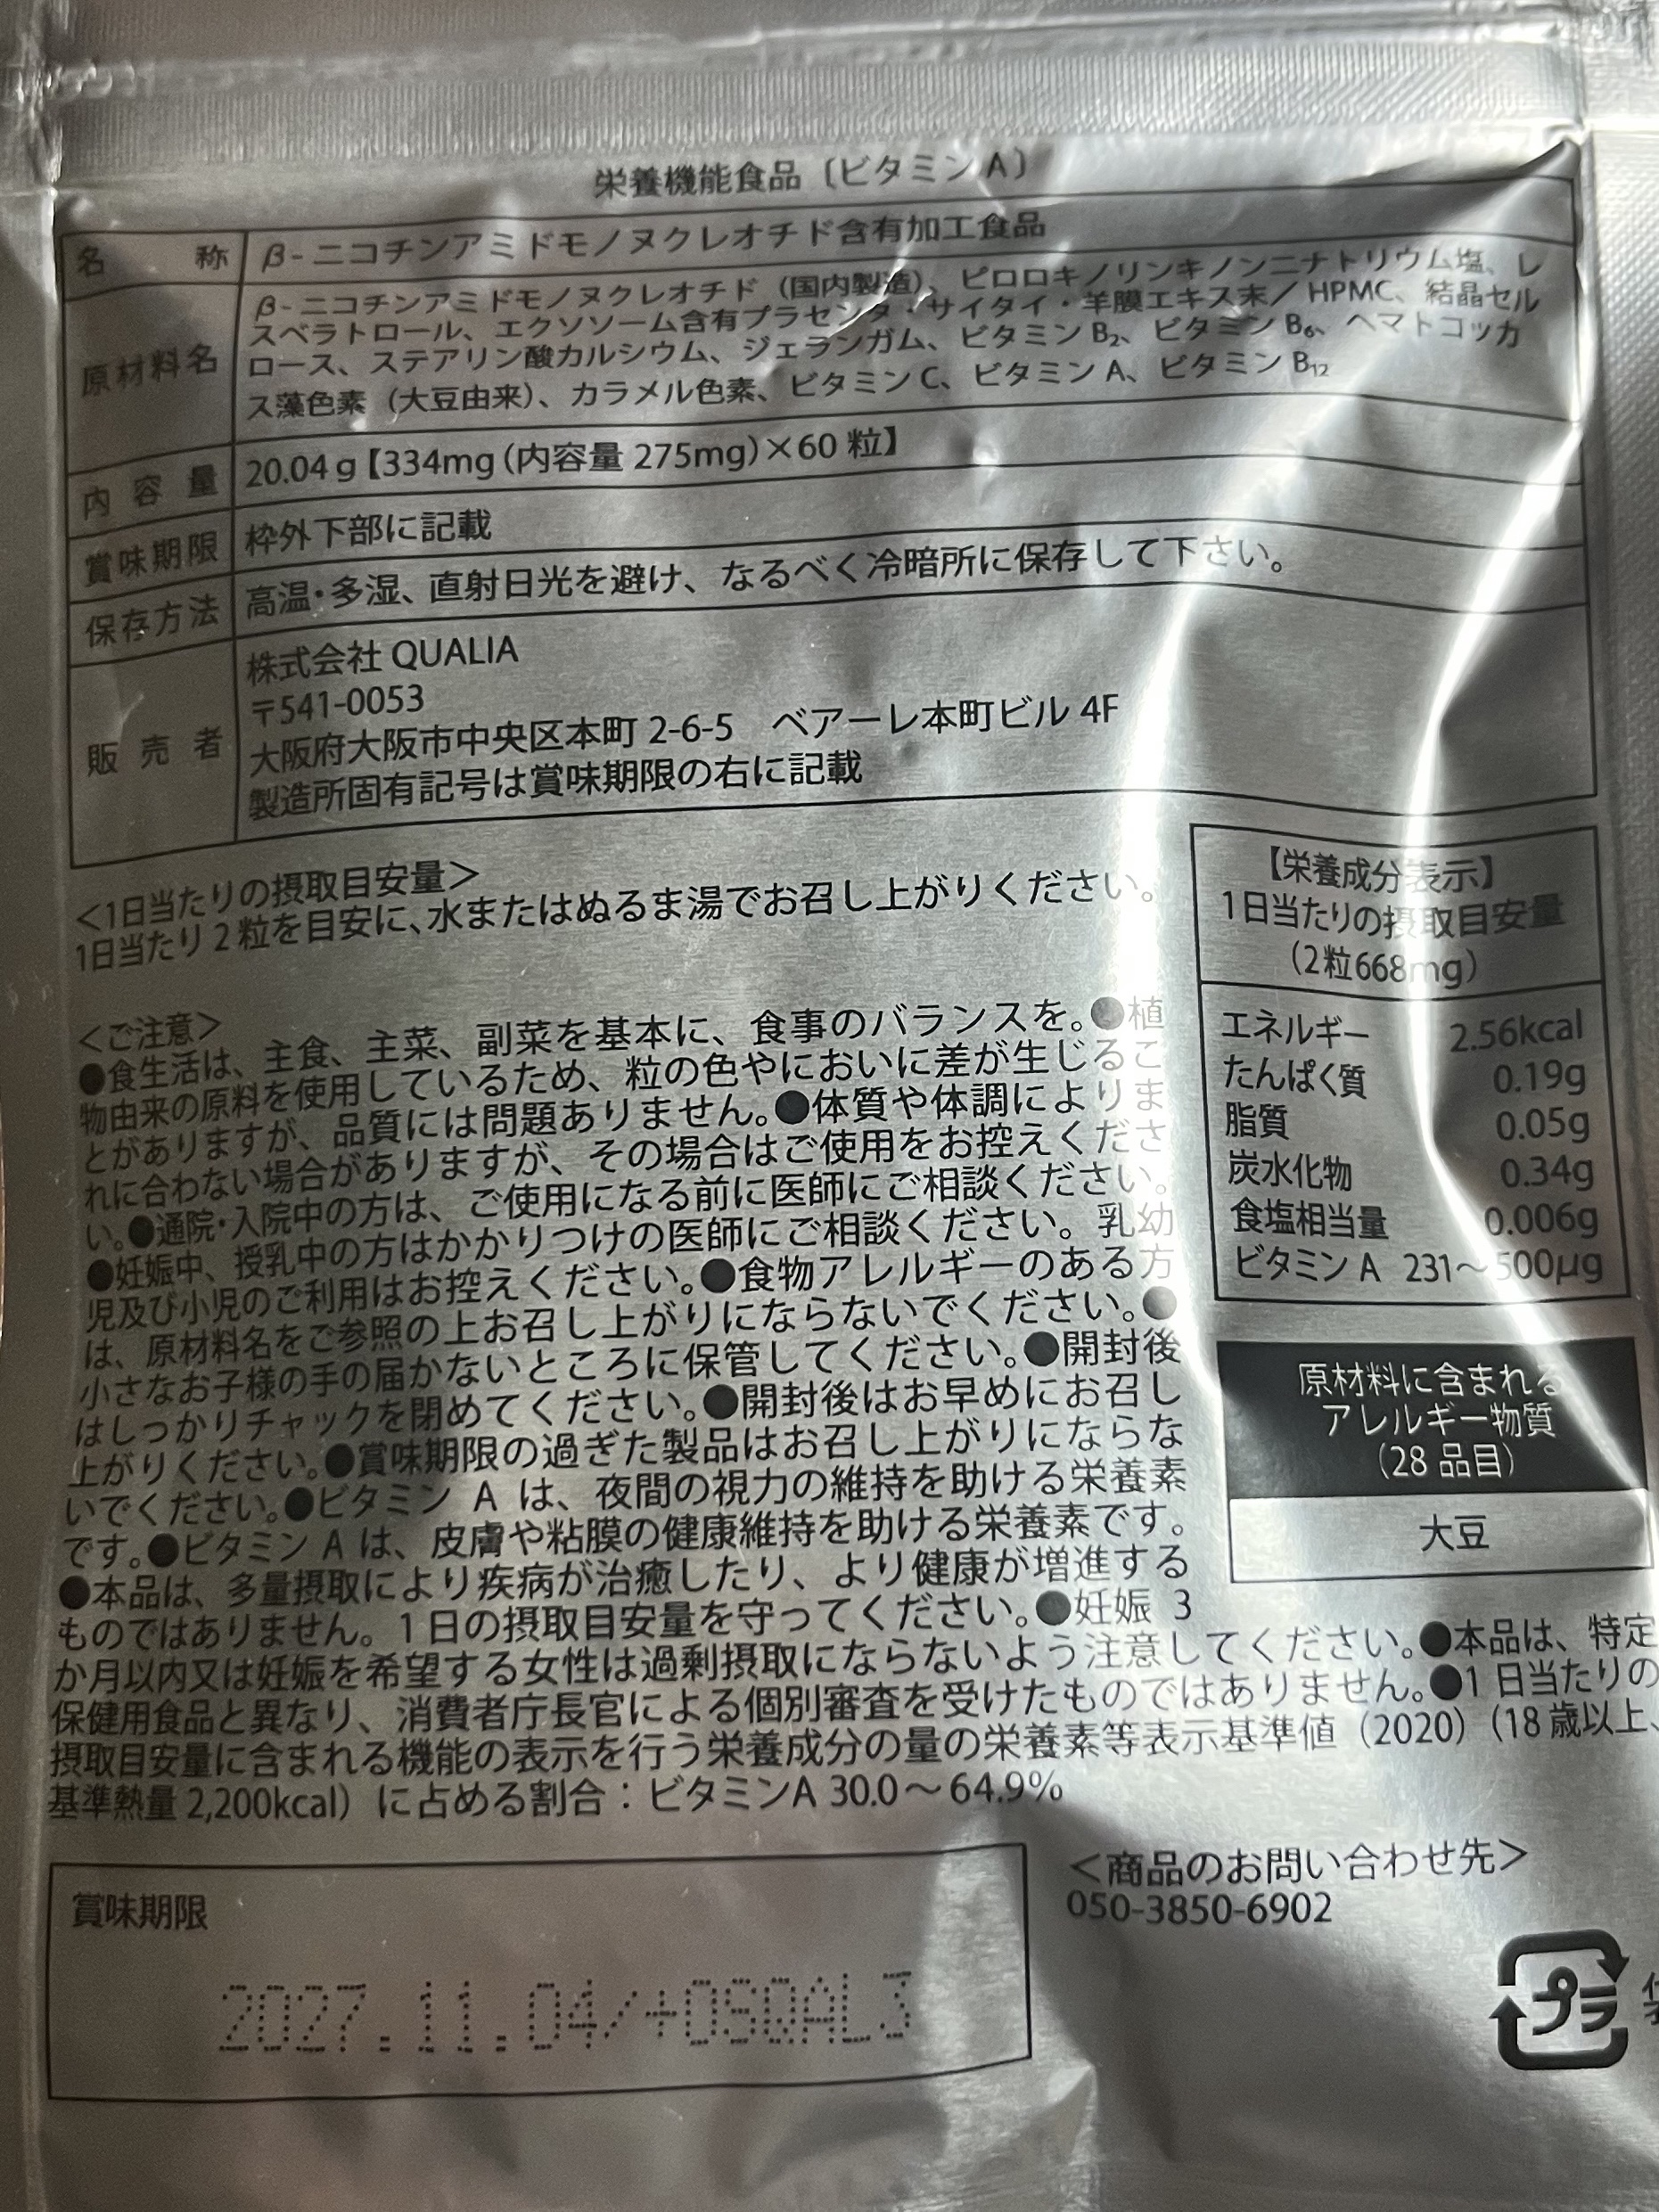 栄養機能食品〔ビタミンA〕
名称 β-ニコチンアミドモノヌクレオチド含有加工食品
原材料名 β-ニコチンアミドモノヌクレオチド（国内製造）、ピロロキノリンキノンニナトリウム塩、レ
スベラトロール、エクソソーム含有プラセンタ・サイタイ・羊膜エキス末／HPMC、結晶セル
ロース、ステアリン酸カルシウム、ジェランガム、ビタミンB₂、ビタミンB₆、ヘマトコッカ
ス藻色素（大豆由来）、カラメル色素、ビタミンC、ビタミンA、ビタミンB₁₂
内容量 20.04g【334mg（内容量 275mg）×60粒】
賞味期限 枠外下部に記載
保存方法 高温・多湿、直射日光を避け、なるべく冷暗所に保存して下さい。
販売者 株式会社 QUALIA
〒541-0053
大阪府大阪市中央区本町 2-6-5　ベアーレ本町ビル 4F
製造所固有記号は賞味期限の右に記載
＜1日当たりの摂取目安量＞
1日当たり2粒を目安に、水またはぬるま湯でお召し上がりください。
＜ご注意＞
●食生活は、主食、主菜、副菜を基本に、食事のバランスを。●植
物由来の原料を使用しているため、粒の色やにおいに差が生じるこ
とがありますが、品質には問題ありません。●体質や体調によりま
れに合わない場合がありますが、その場合はご使用をお控えくださ
い。●通院・入院中の方は、ご使用になる前に医師にご相談ください。
●妊娠中、授乳中の方はかかりつけの医師にご相談ください。乳幼
児及び小児のご利用はお控えください。●食物アレルギーのある方
は、原材料名をご参照の上お召し上がりにならないでください。●
小さなお子様の手の届かないところに保管してください。●開封後
はしっかりチャックを閉めてください。●開封後はお早めにお召し
上がりください。●賞味期限の過ぎた製品はお召し上がりにならな
いでください。●ビタミン A は、夜間の視力の維持を助ける栄養素
です。●ビタミン A は、皮膚や粘膜の健康維持を助ける栄養素です。
●本品は、多量摂取により疾病が治癒したり、より健康が増進する
ものではありません。1日の摂取目安量を守ってください。●妊娠 3
か月以内又は妊娠を希望する女性は過剰摂取にならないよう注意してください。●本品は、特定
保健用食品と異なり、消費者庁長官による個別審査を受けたものではありません。●1日当たりの
摂取目安量に含まれる機能の表示を行う栄養成分の量の栄養素等表示基準値（2020）（18歳以上、
基準熱量 2,200kcal）に占める割合：ビタミンA 30.0～64.9%
【栄養成分表示】
1日当たりの摂取目安量
（2粒668mg）
エネルギー 2.56kcal
たんぱく質 0.19g
脂質 0.05g
炭水化物 0.34g
食塩相当量 0.006g
ビタミンA 231～500μg
原材料に含まれる
アレルギー物質
（28品目）
大豆
賞味期限
2027.11.04/+OSQAL3
＜商品のお問い合わせ先＞
050-3850-6902
プラ